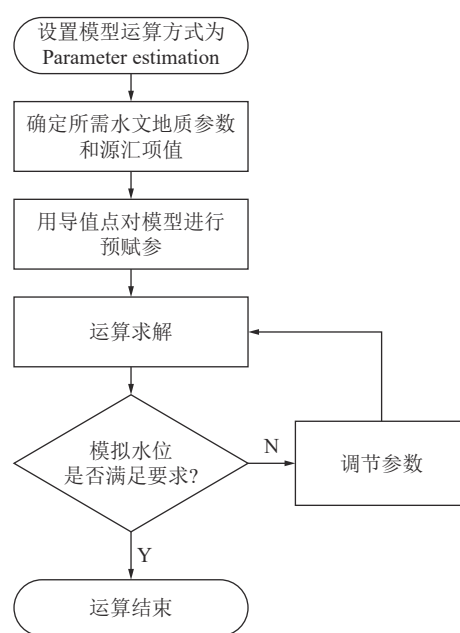 设置模型运算方式为
Parameter estimation
确定所需水文地质参数
和源汇项值
用导值点对模型进行
预赋参
运算求解
模拟水位
是否满足要求?
N
调节参数
Y
运算结束